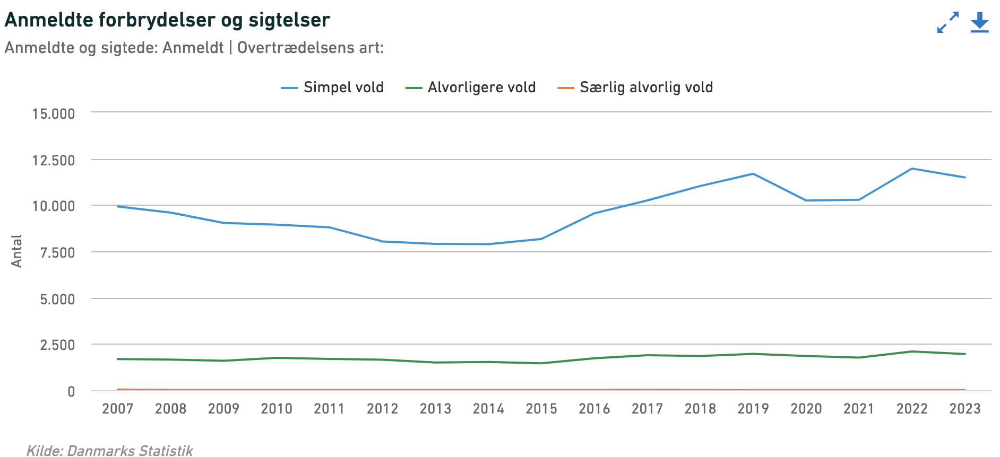 Anmeldte forbrydelser og sigtelser
Anmeldte og sigtede: Anmeldt | Overtrædelsens art:
Simpel vold Alvorligere vold Særlig alvorlig vold
15.000
12.500
10.000
7.500
5.000
2.500
0
Antal
2007 2008 2009 2010 2011 2012 2013 2014 2015 2016 2017 2018 2019 2020 2021 2022 2023
Kilde: Danmarks Statistik